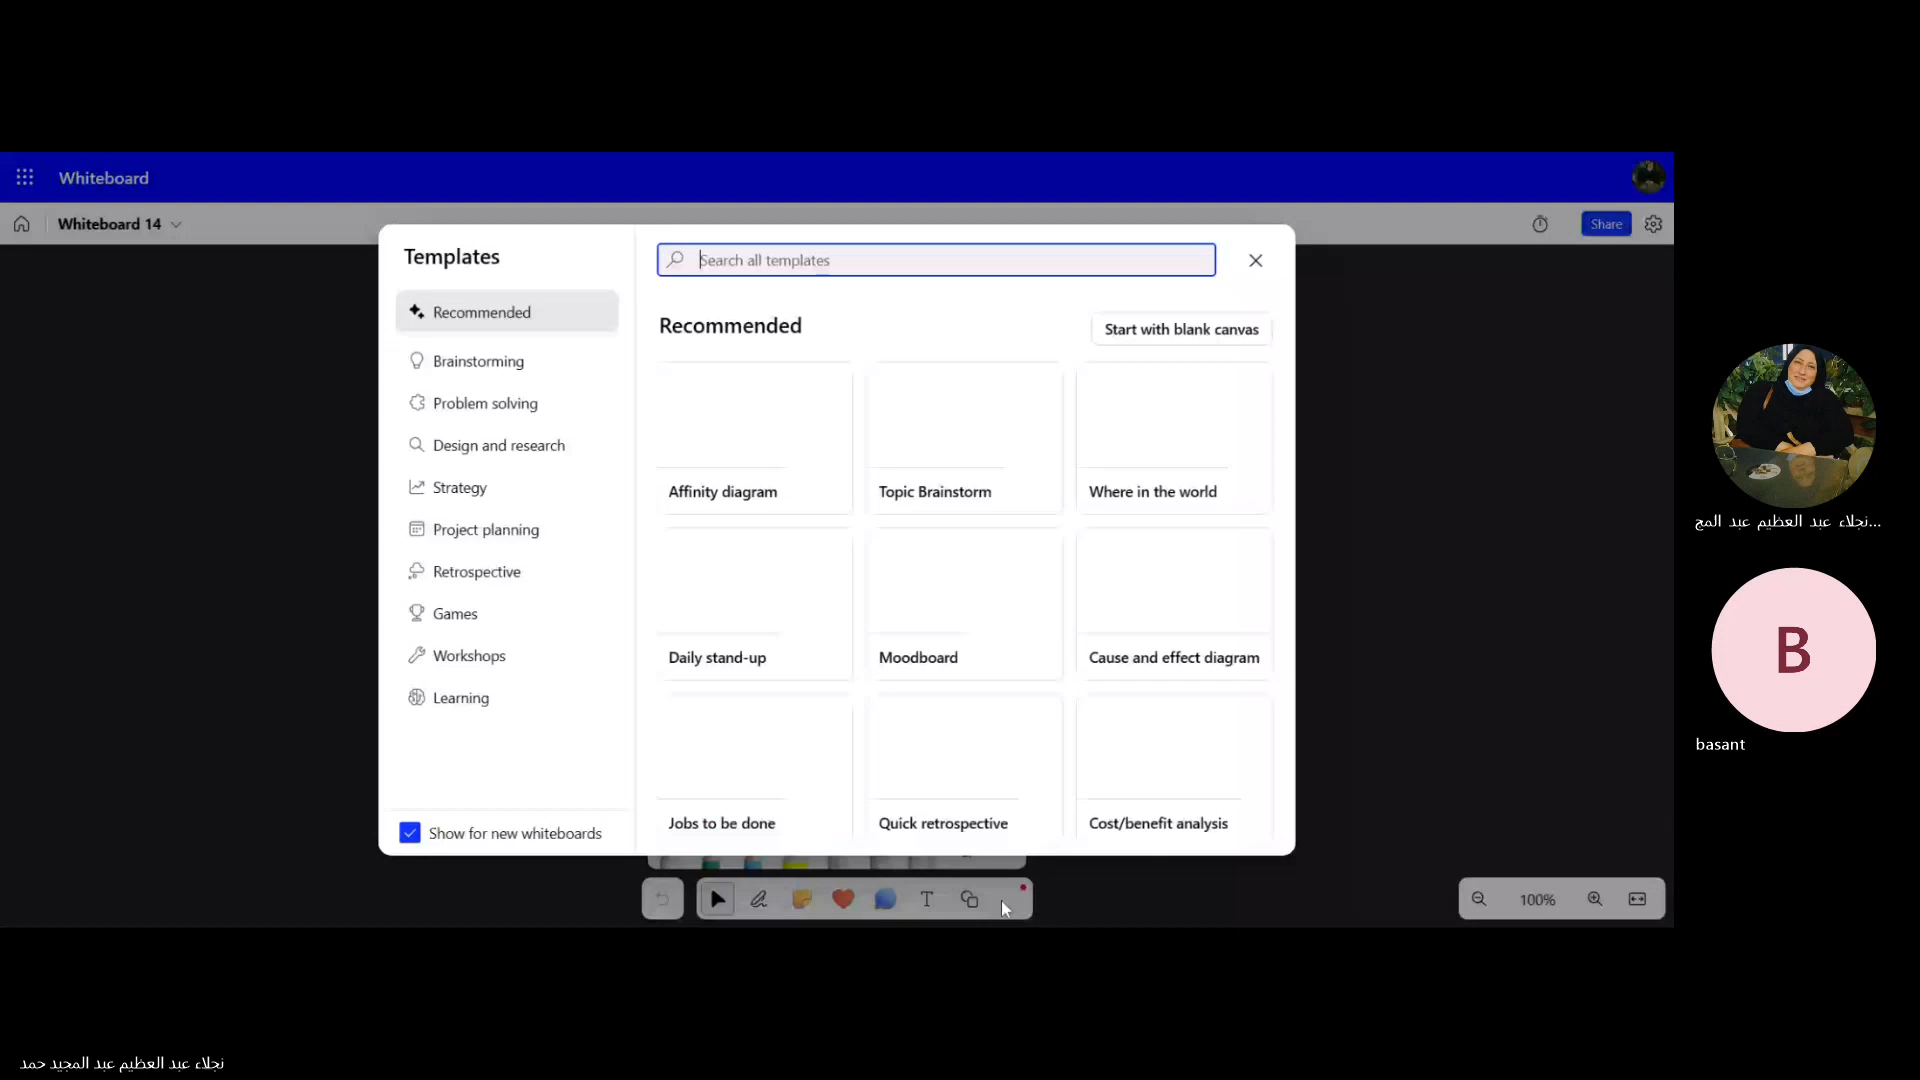 Whiteboard
Whiteboard 14
Share
Templates
Search all templates
Recommended
Brainstorming
Problem solving
Design and research
Strategy
Project planning
Retrospective
Games
Workshops
Learning
Show for new whiteboards
Recommended
Start with blank canvas
Affinity diagram
Topic Brainstorm
Where in the world
Daily stand-up
Moodboard
Cause and effect diagram
Jobs to be done
Quick retrospective
Cost/benefit analysis
T
100%
نجلاء عبد العظيم عبد المج...
B
basant
نجلاء عبد العظيم عبد المجيد حمد